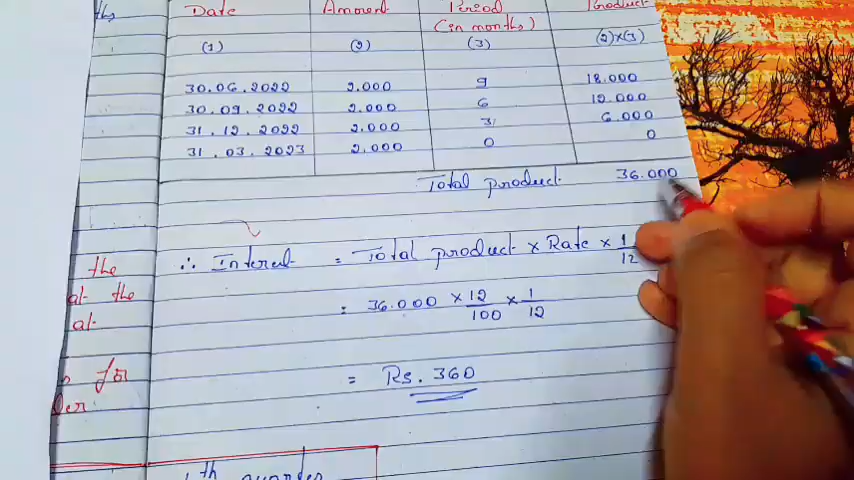 Date Amount Period Product
(in months)
(1) (2) (3) (2)x(3)
30.06.2022 2.000 9 18.000
30.09.2022 2.000 6 12.000
31.12.2022 2.000 3 6.000
31.03.2023 2.000 0 0
Total product 36.000
∴ Interest = Total product × Rate × 1/12
= 36.000 × 12/100 × 1/12
= Rs. 360
the
at the
at
for